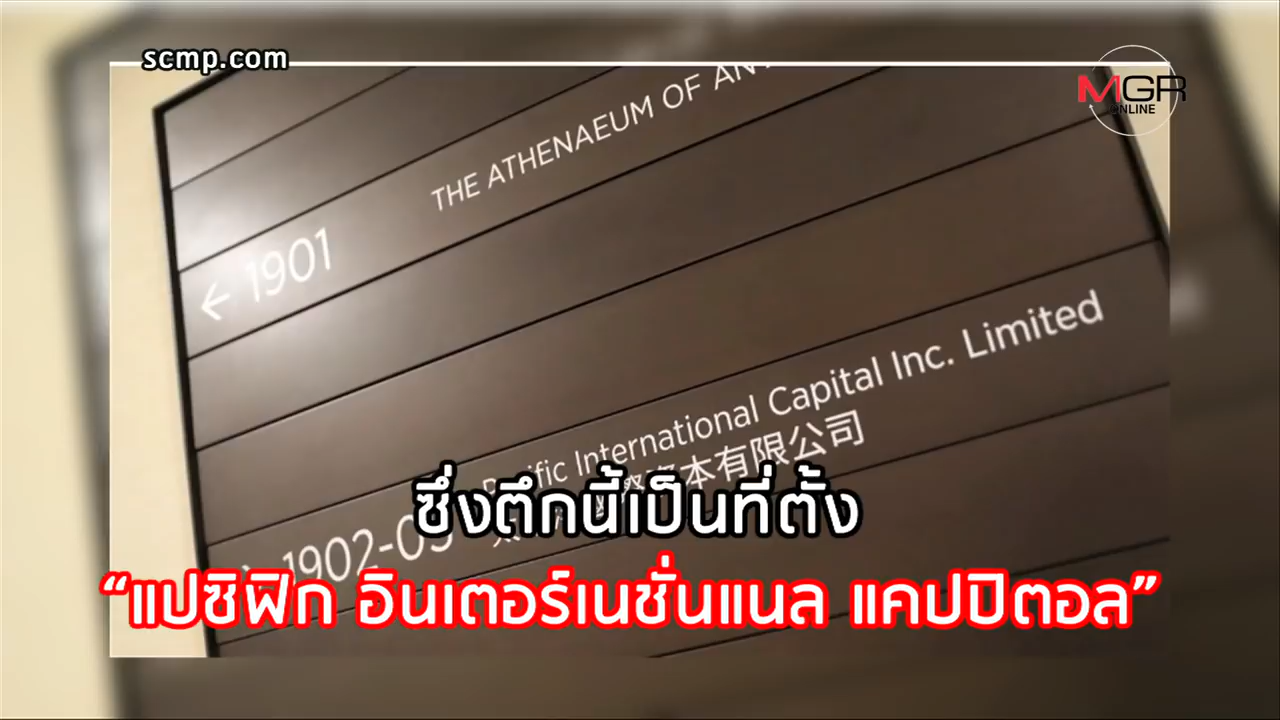 scmp.com
MGR
ONLINE
THE ATHENAEUM OF
← 1901
Pacific International Capital Inc. Limited
本有限公司
ซึ่งตึกนี้เป็นที่ตั้ง
“แปซิฟิก อินเตอร์เนชั่นแนล แคปปิตอล”